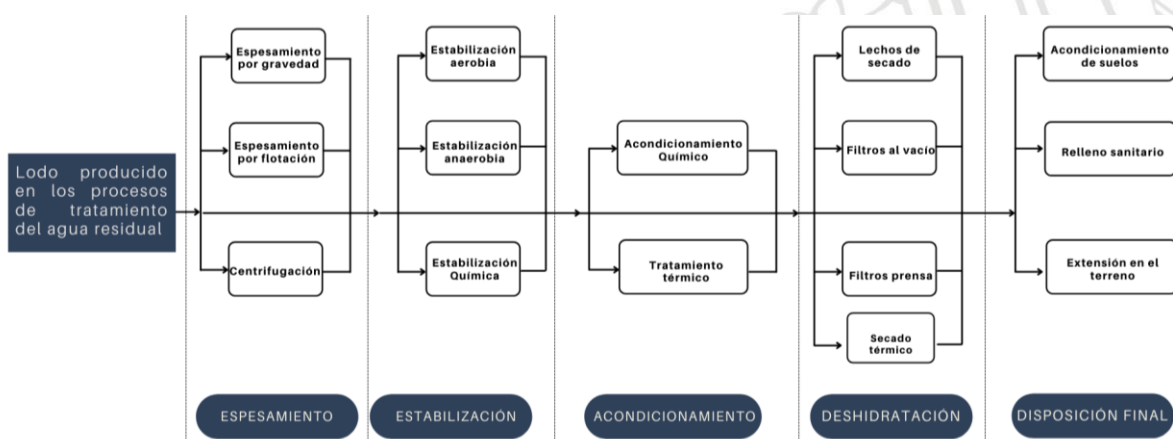 Lodo producido
en los procesos
de tratamiento
del agua residual
Espesamiento
por gravedad
Espesamiento
por flotación
Centrifugación
ESPESAMIENTO
Estabilización
aerobia
Estabilización
anaerobia
Estabilización
Química
ESTABILIZACIÓN
Acondicionamiento
Químico
Tratamiento
térmico
ACONDICIONAMIENTO
Lechos de
secado
Filtros al vacío
Filtros prensa
Secado
térmico
DESHIDRATACIÓN
Acondicionamiento
de suelos
Relleno sanitario
Extensión en el
terreno
DISPOSICIÓN FINAL